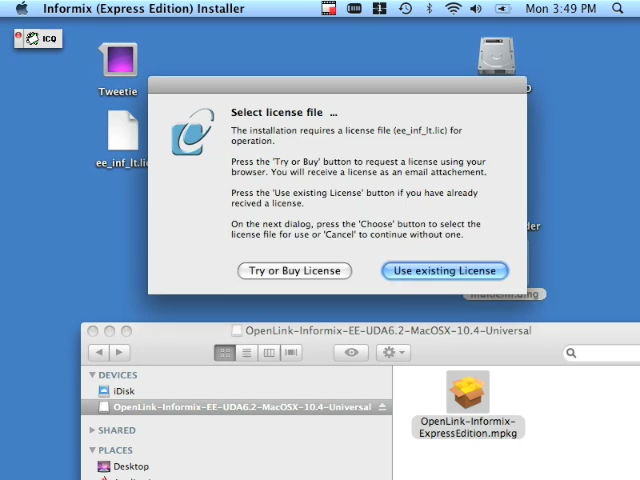 Informix (Express Edition) Installer
Mon 3:49 PM
ICQ
Tweetie
ee_inf_lt.lic
Select license file ...
The installation requires a license file (ee_inf_lt.lic) for
operation.
Press the 'Try or Buy' button to request a license using your
browser. You will receive a license as an email attachement.
Press the 'Use existing License' button if you have already
recived a license.
On the next dialog, press the 'Choose' button to select the
license file for use or 'Cancel' to continue without one.
Try or Buy License
Use existing License
OpenLink-Informix-EE-UDA6.2-MacOSX-10.4-Universal
DEVICES
iDisk
OpenLink-Informix-EE-UDA6.2-MacOSX-10.4-Universal
SHARED
PLACES
Desktop
OpenLink-Informix-
ExpressEdition.mpkg